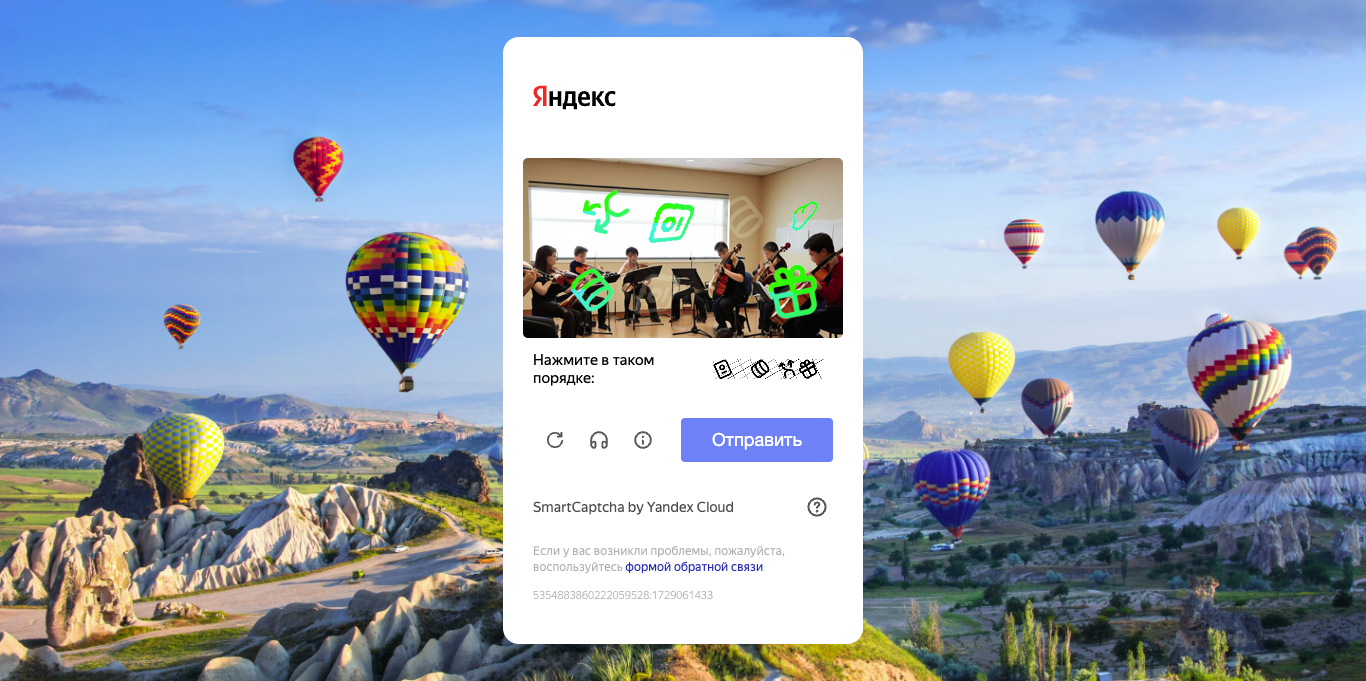 Яндекс
Нажмите в таком
порядке:
Отправить
SmartCaptcha by Yandex Cloud
Если у вас возникли проблемы, пожалуйста,
воспользуйтесь формой обратной связи
5354883860222059528:1729061433